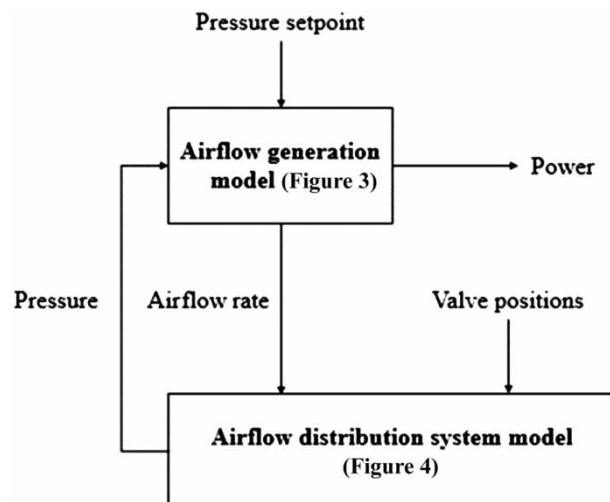 Pressure setpoint
Airflow generation
model (Figure 3)
Power
Pressure
Airflow rate
Valve positions
Airflow distribution system model
(Figure 4)